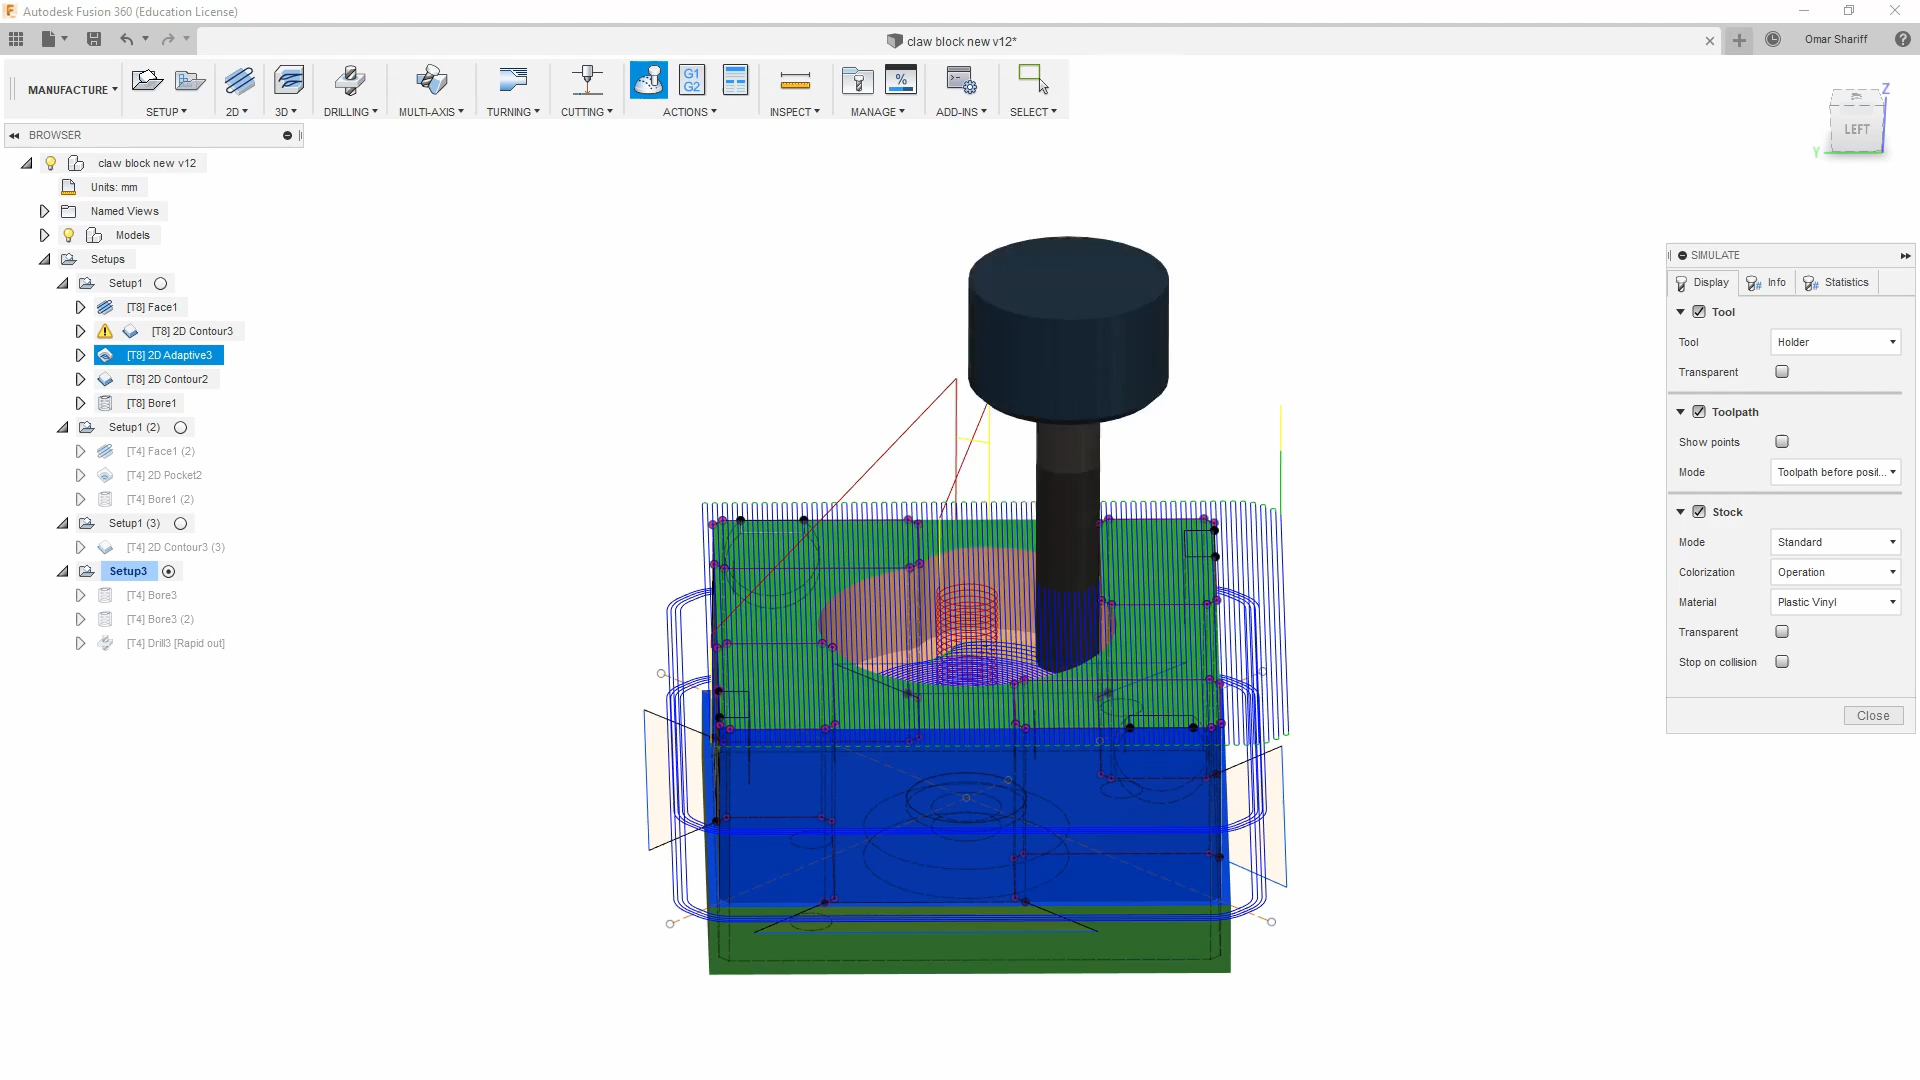 Autodesk Fusion 360 (Education License)
claw block new v12*
Omar Shariff
MANUFACTURE
G1
G2
%
SETUP
2D
3D
DRILLING
MULTI-AXIS
TURNING
CUTTING
ACTIONS
INSPECT
MANAGE
ADD-INS
SELECT
BROWSER
claw block new v12
Units: mm
Named Views
Models
Setups
Setup1
[T8] Face1
[T8] 2D Contour3
[T8] 2D Adaptive3
[T8] 2D Contour2
[T8] Bore1
Setup1 (2)
[T4] Face1 (2)
[T4] 2D Pocket2
[T4] Bore1 (2)
Setup1 (3)
[T4] 2D Contour3 (3)
Setup3
[T4] Bore3
[T4] Bore3 (2)
[T4] Drill3 [Rapid out]
Z
LEFT
Y
SIMULATE
Display
Info
Statistics
Tool
Tool Holder
Transparent
Toolpath
Show points
Mode Toolpath before posit...
Stock
Mode Standard
Colorization Operation
Material Plastic Vinyl
Transparent
Stop on collision
Close